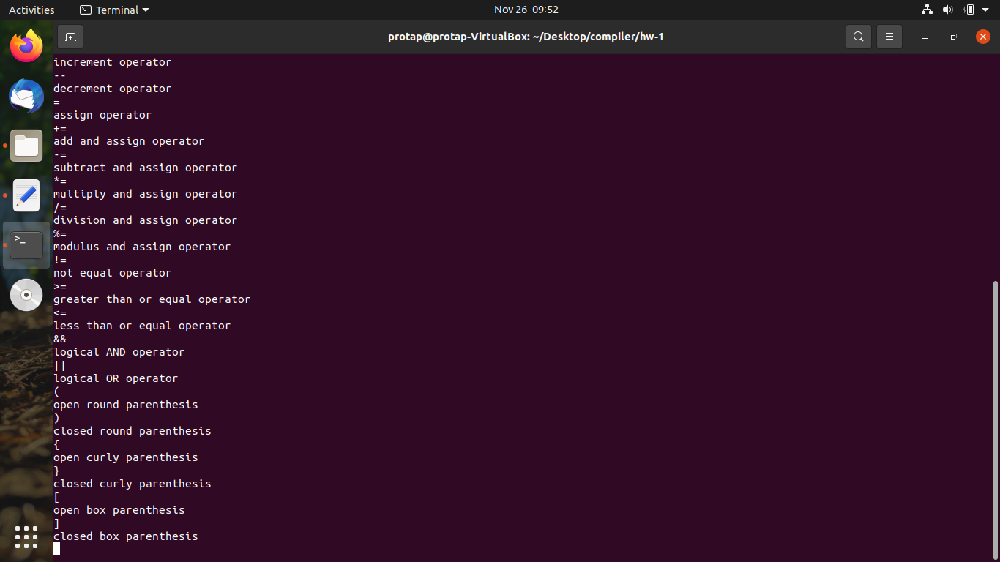 Activities
Terminal
Nov 26 09:52
protap@protap-VirtualBox: ~/Desktop/compiler/hw-1
increment operator
--
decrement operator
=
assign operator
+=
add and assign operator
-=
subtract and assign operator
*=
multiply and assign operator
/=
division and assign operator
%=
modulus and assign operator
!=
not equal operator
>=
greater than or equal operator
<=
less than or equal operator
&&
logical AND operator
||
logical OR operator
(
open round parenthesis
)
closed round parenthesis
{
open curly parenthesis
}
closed curly parenthesis
[
open box parenthesis
]
closed box parenthesis